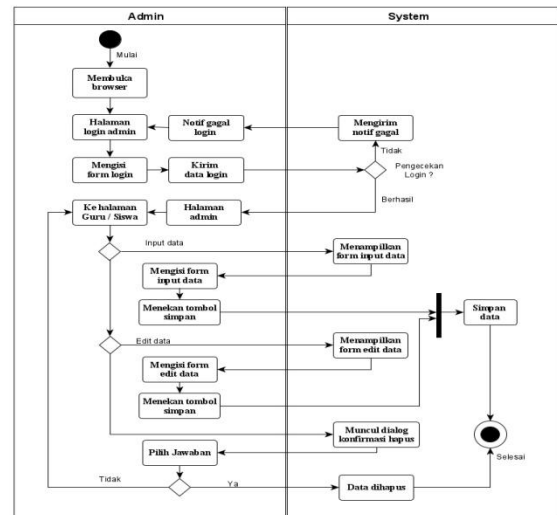 Admin
System
Mulai
Membuka
browser
Halaman
login admin
Notif gagal
login
Mengirim
notif gagal
Tidak
Mengisi
form login
Kirim
data login
Pengecekan
Login ?
Berhasil
Ke halaman
Guru / Siswa
Halaman
admin
Input data
Menampilkan
form input data
Mengisi form
input data
Menekan tombol
simpan
Simpan
data
Edit data
Menampilkan
form edit data
Mengisi form
edit data
Menekan tombol
simpan
Muncul dialog
konfirmasi hapus
Pilih Jawaban
Selesai
Tidak
Ya
Data dihapus